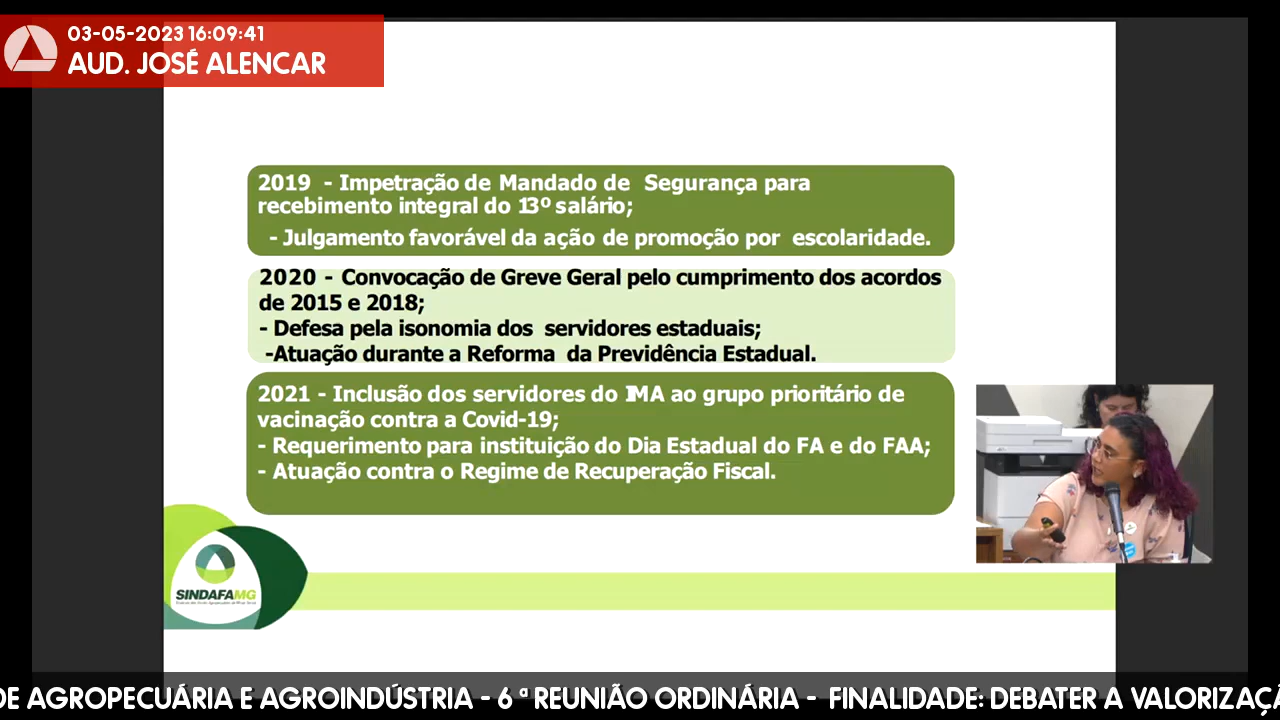 03-05-2023 16:09:41
AUD. JOSÉ ALENCAR
2019 - Impetração de Mandado de Segurança para
recebimento integral do 13º salário;
- Julgamento favorável da ação de promoção por escolaridade.
2020 - Convocação de Greve Geral pelo cumprimento dos acordos
de 2015 e 2018;
- Defesa pela isonomia dos servidores estaduais;
-Atuação durante a Reforma da Previdência Estadual.
2021 - Inclusão dos servidores do IMA ao grupo prioritário de
vacinação contra a Covid-19;
- Requerimento para instituição do Dia Estadual do FA e do FAA;
- Atuação contra o Regime de Recuperação Fiscal.
SINDAFAMG
DE AGROPECUÁRIA E AGROINDÚSTRIA - 6 ª REUNIÃO ORDINÁRIA - FINALIDADE: DEBATER A VALORIZAÇÃ